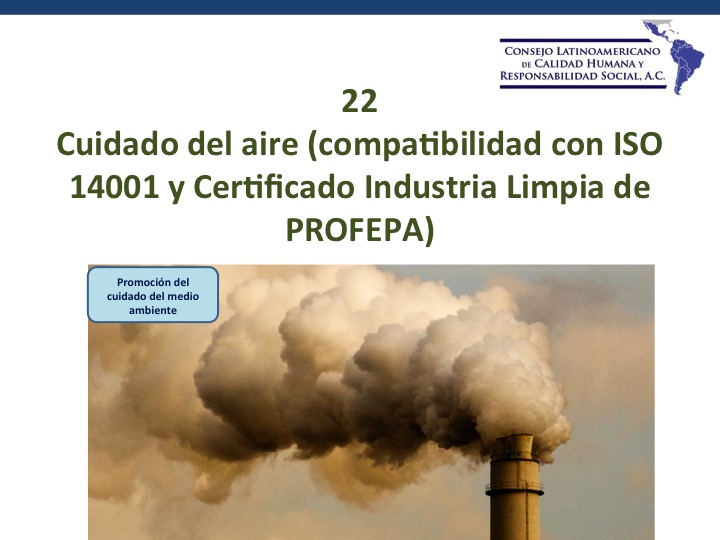 CONSEJO LATINOAMERICANO
DE CALIDAD HUMANA Y
RESPONSABILIDAD SOCIAL, A.C.
22
Cuidado del aire (compatibilidad con ISO
14001 y Certificado Industria Limpia de
PROFEPA)
Promoción del
cuidado del medio
ambiente